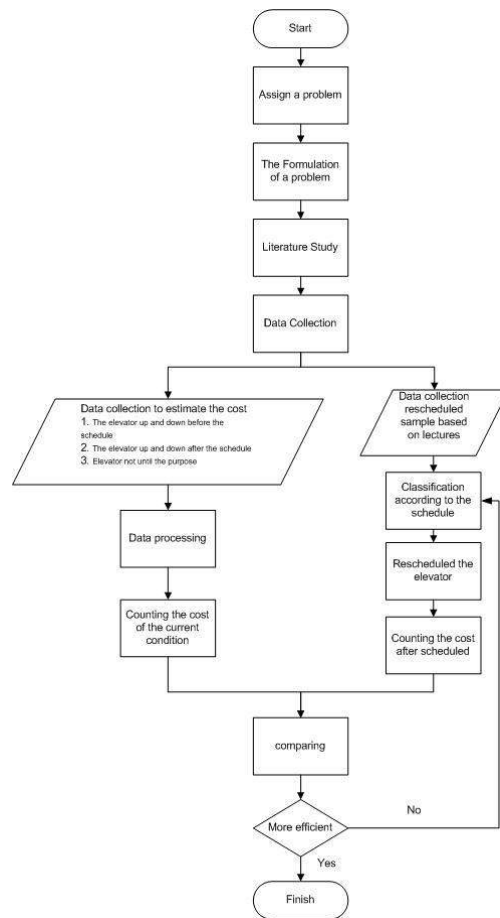 Start
Assign a problem
The Formulation
of a problem
Literature Study
Data Collection
Data collection to estimate the cost
1. The elevator up and down before the
schedule
2. The elevator up and down after the schedule
3. Elevator not until the purpose
Data processing
Counting the cost
of the current
condition
Data collection
rescheduled
sample based
on lectures
Classification
according to the
schedule
Rescheduled the
elevator
Counting the cost
after scheduled
comparing
More efficient
No
Yes
Finish